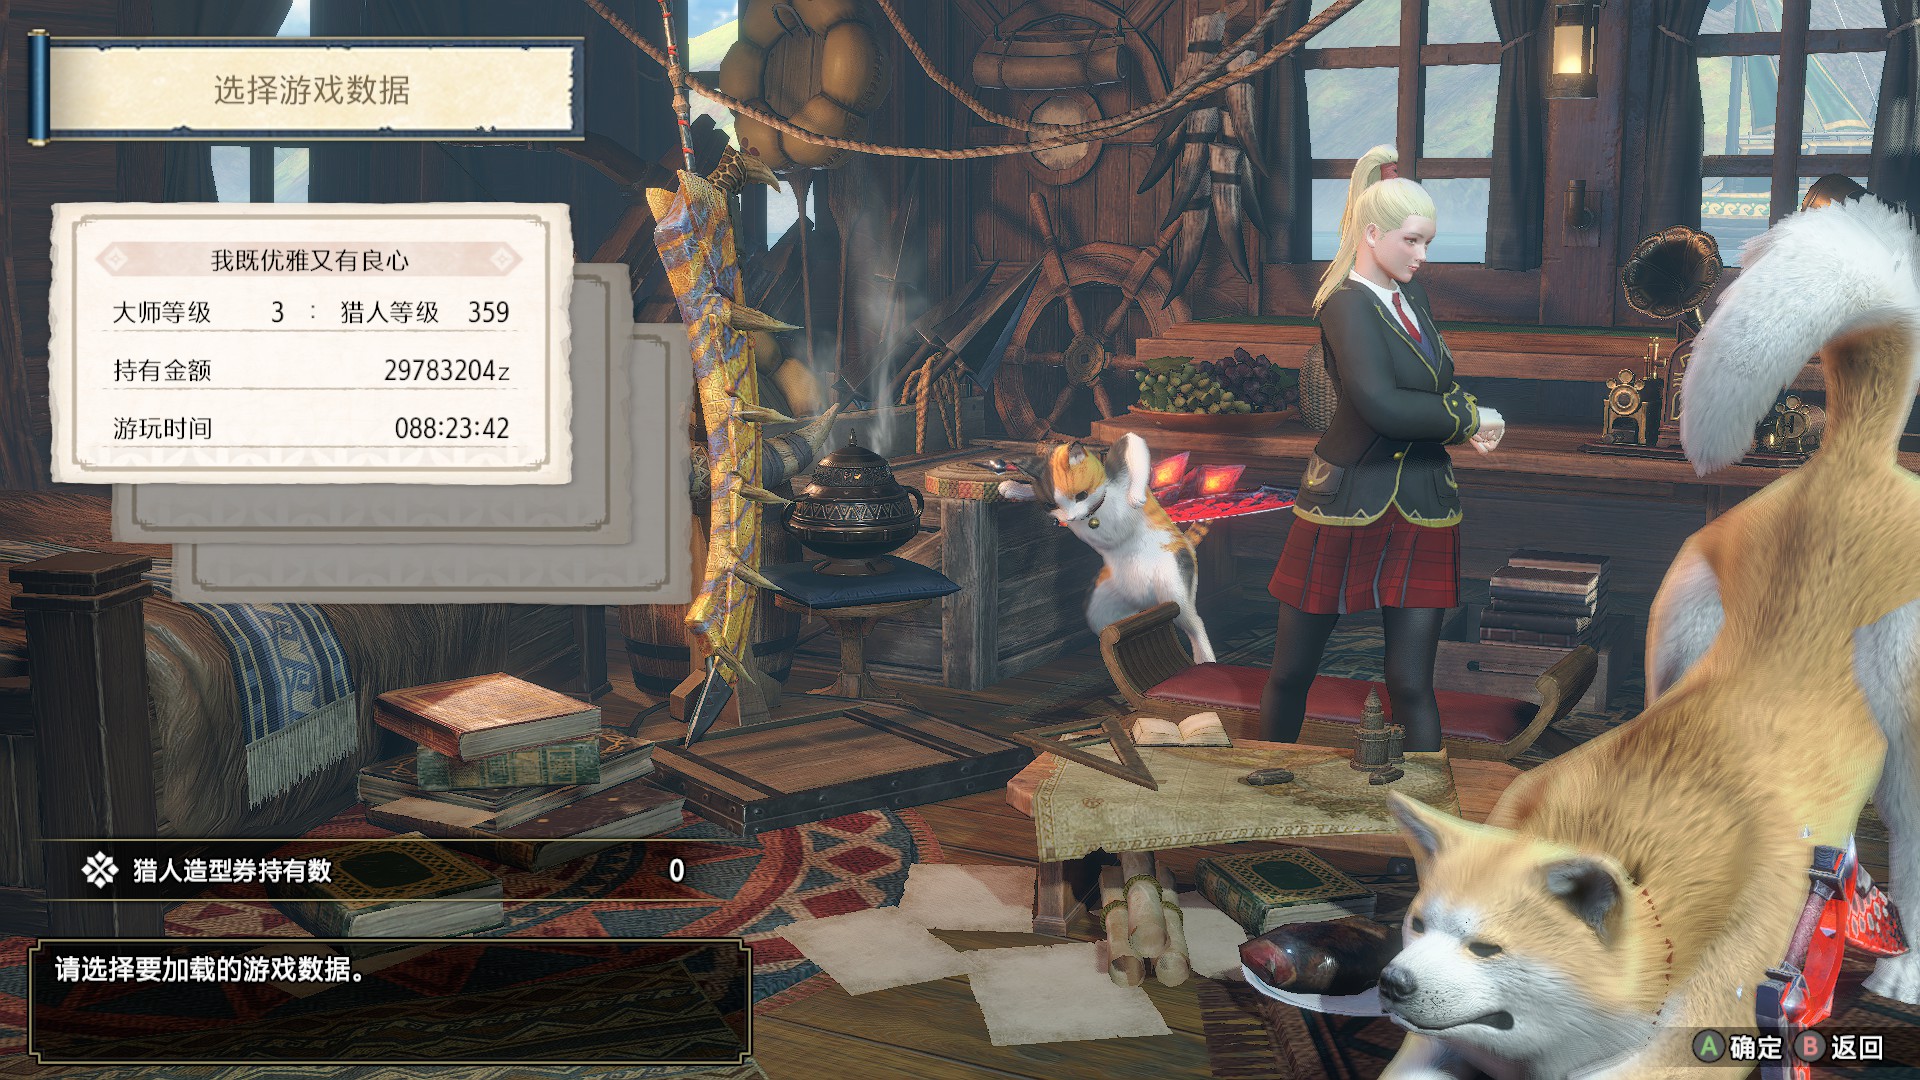 选择游戏数据
我既优雅又有良心
大师等级 3 : 猎人等级 359
持有金额 29783204z
游玩时间 088:23:42
猎人造型券持有数 0
请选择要加载的游戏数据。
A 确定 B 返回